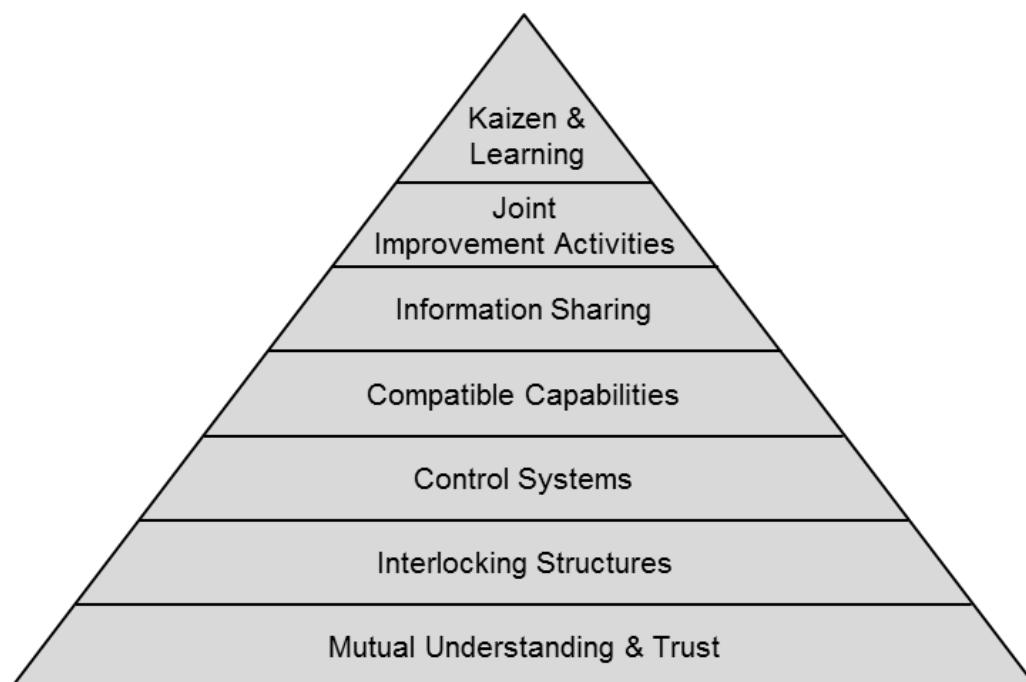 Kaizen &
Learning
Joint
Improvement Activities
Information Sharing
Compatible Capabilities
Control Systems
Interlocking Structures
Mutual Understanding & Trust